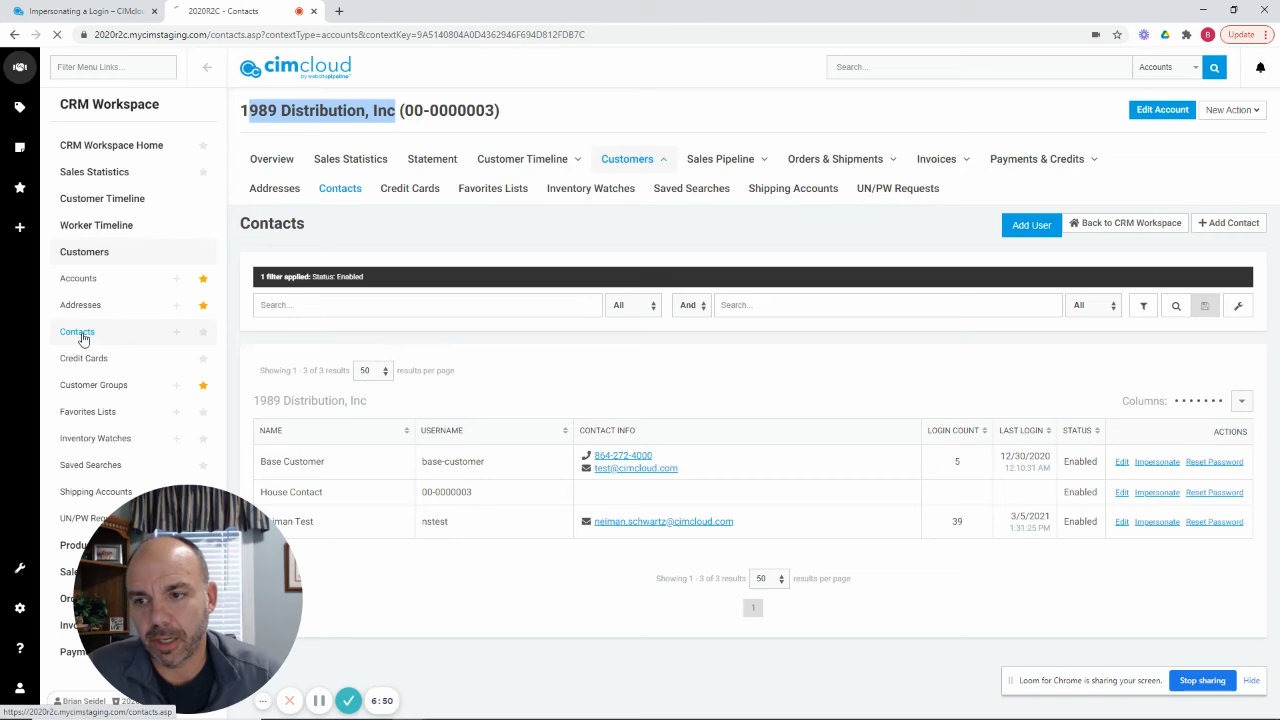 Impersonating a Login - Cimcloud
2020R2C - Contacts
2020r2c.mycimstaging.com/contacts.asp?contextType=accounts&contextKey=9A5140804A0D4362946F694D812FDB7C
B
Update
Filter Menu Links...
cimcloud
by websitepipeline
Search...
Accounts
CRM Workspace
1989 Distribution, Inc (00-0000003)
Edit Account
New Action
CRM Workspace Home
Sales Statistics
Customer Timeline
Worker Timeline
Customers
Accounts
Addresses
Contacts
Credit Cards
Customer Groups
Favorites Lists
Inventory Watches
Saved Searches
Shipping Accounts
Overview
Sales Statistics
Statement
Customer Timeline
Customers
Sales Pipeline
Orders & Shipments
Invoices
Payments & Credits
Addresses
Contacts
Credit Cards
Favorites Lists
Inventory Watches
Saved Searches
Shipping Accounts
UN/PW Requests
Contacts
Add User
Back to CRM Workspace
Add Contact
1 filter applied: Status: Enabled
Search...
All
And
Search...
All
Showing 1 - 3 of 3 results 50 results per page
1989 Distribution, Inc
Columns:
NAME USERNAME CONTACT INFO LOGIN COUNT LAST LOGIN STATUS ACTIONS
Base Customer base-customer 864-272-4000 5 12/30/2020 Enabled Edit Impersonate Reset Password
test@cimcloud.com 12:10:31 AM
House Contact 00-0000003 Enabled Edit Impersonate Reset Password
iman Test nstest neiman.schwartz@cimcloud.com 39 3/5/2021 Enabled Edit Impersonate Reset Password
1:31:25 PM
Showing 1 - 3 of 3 results 50 results per page
1
Loom for Chrome is sharing your screen.
Stop sharing
Hide
6:50
Brian Seidel
https://2020r2c.mycimstaging.com/contacts.asp